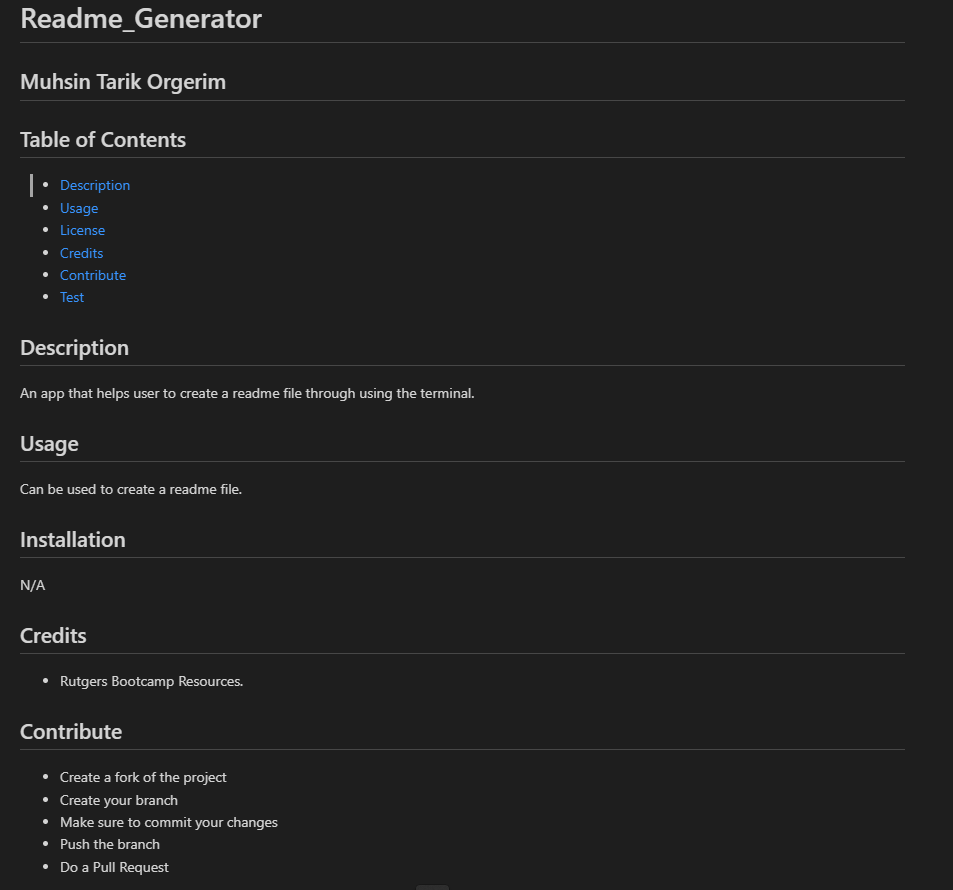 Readme_Generator
Muhsin Tarik Orgerim
Table of Contents
Description
Usage
License
Credits
Contribute
Test
Description
An app that helps user to create a readme file through using the terminal.
Usage
Can be used to create a readme file.
Installation
N/A
Credits
Rutgers Bootcamp Resources.
Contribute
Create a fork of the project
Create your branch
Make sure to commit your changes
Push the branch
Do a Pull Request